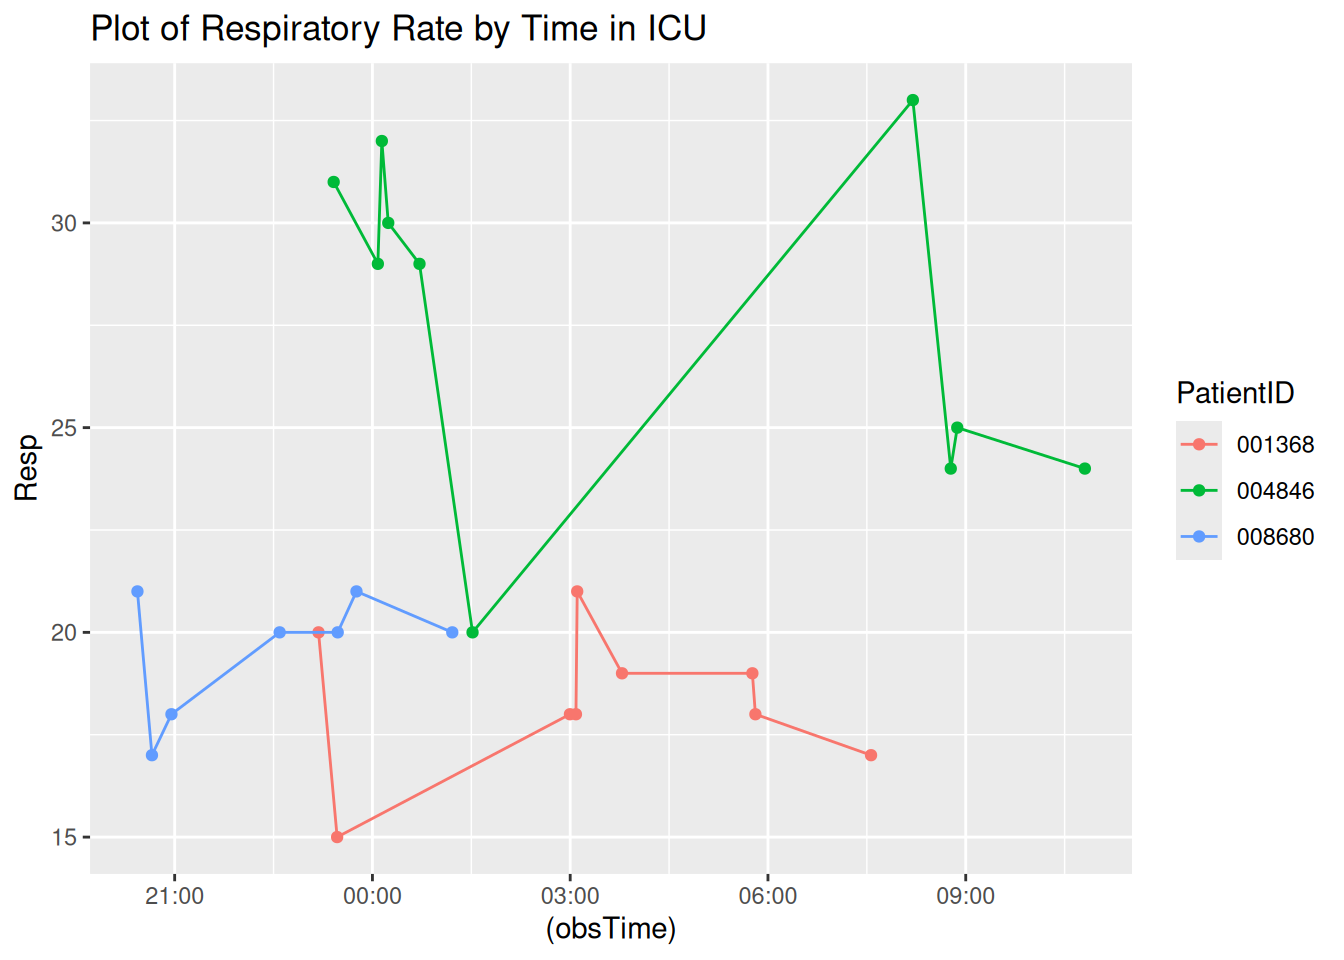 Plot of Respiratory Rate by Time in ICU
30
25
20
15
Resp
21:00 00:00 03:00 06:00 09:00
(obsTime)
PatientID
001368
004846
008680